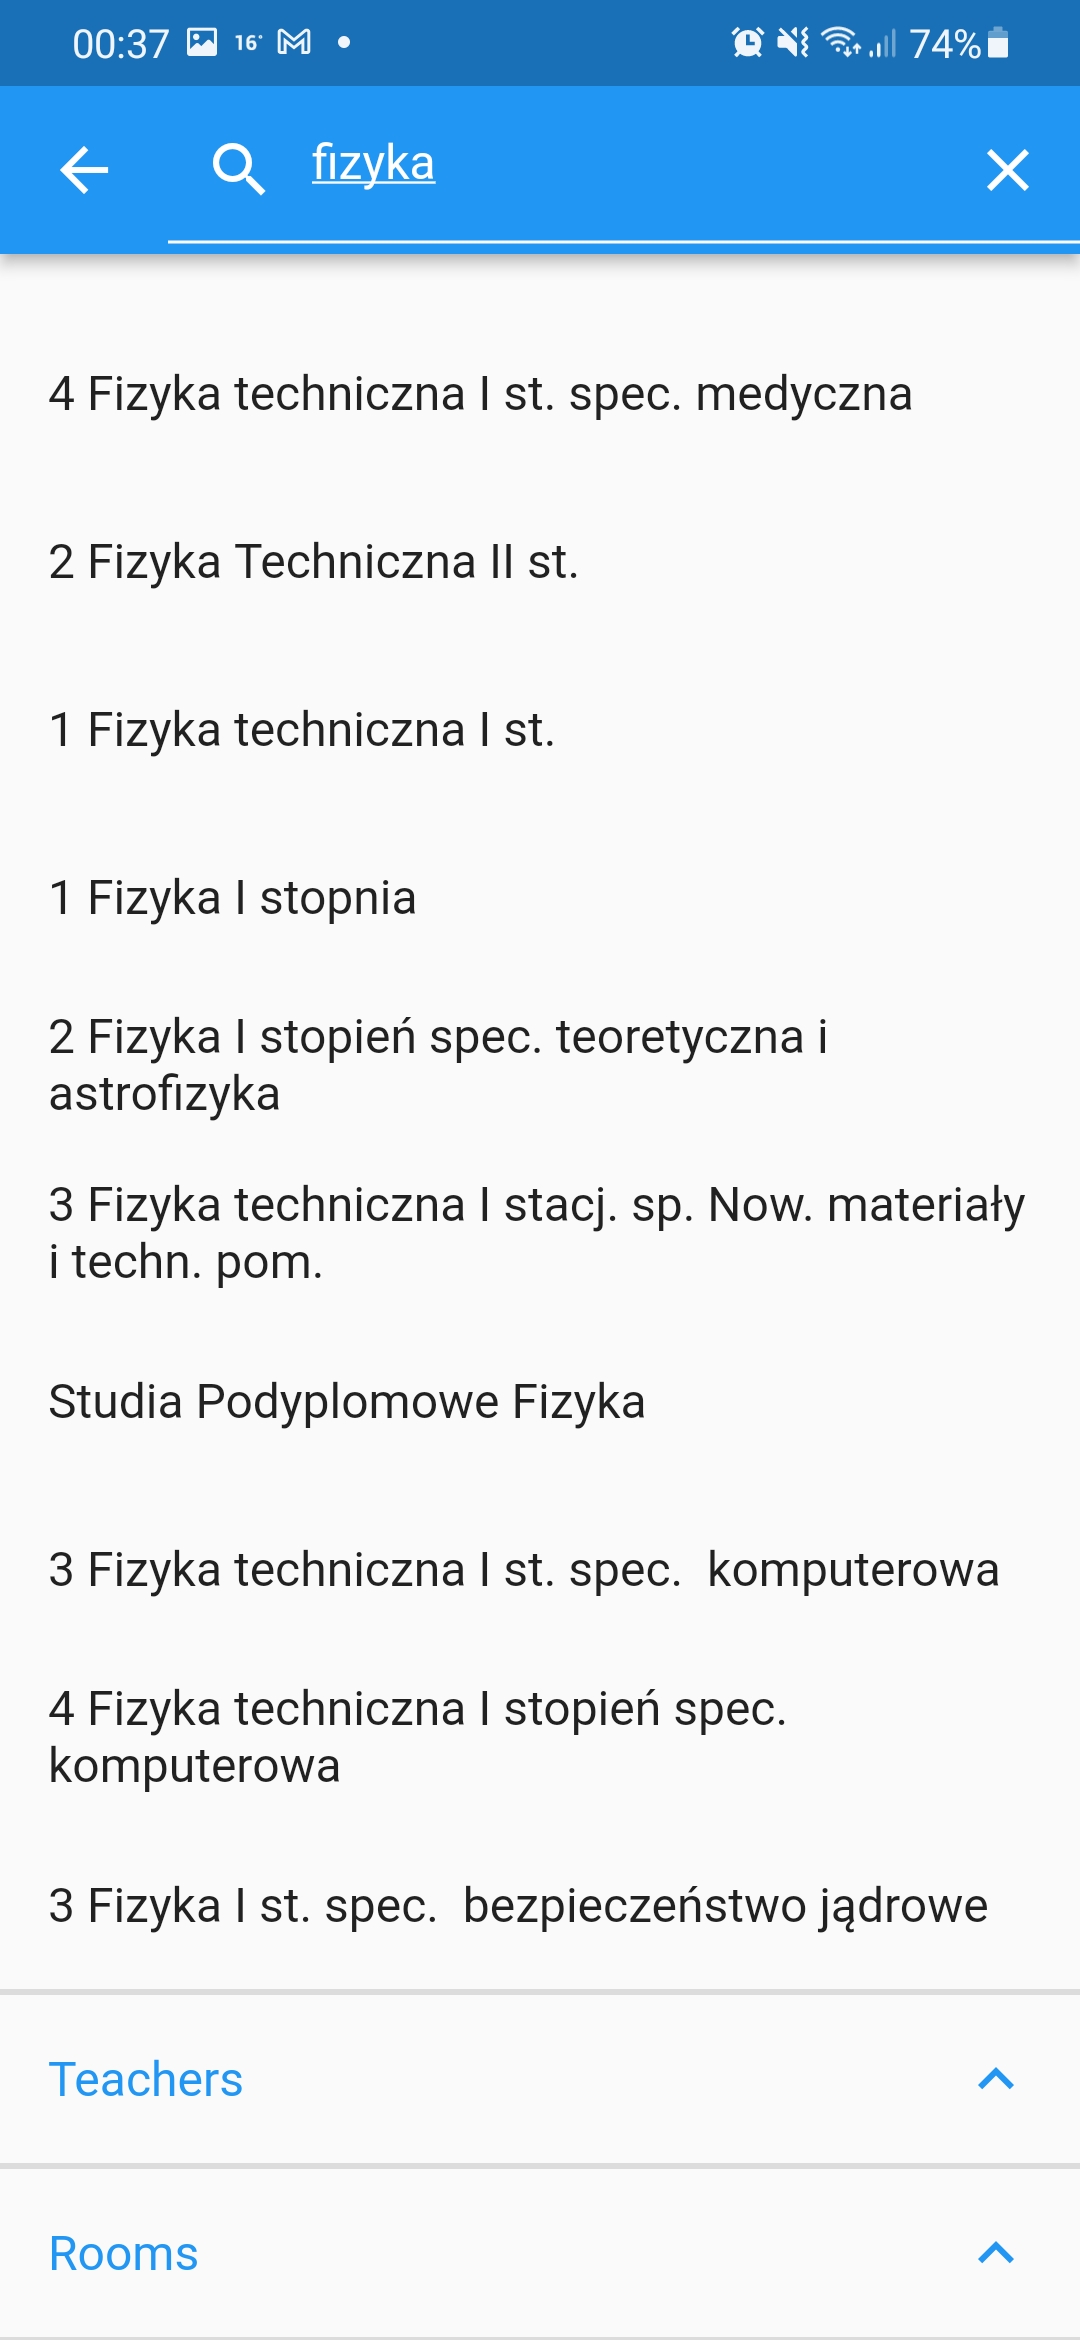 00:37 16° 74%
fizyka
4 Fizyka techniczna I st. spec. medyczna
2 Fizyka Techniczna II st.
1 Fizyka techniczna I st.
1 Fizyka I stopnia
2 Fizyka I stopień spec. teoretyczna i
astrofizyka
3 Fizyka techniczna I stacj. sp. Now. materiały
i techn. pom.
Studia Podyplomowe Fizyka
3 Fizyka techniczna I st. spec.  komputerowa
4 Fizyka techniczna I stopień spec.
komputerowa
3 Fizyka I st. spec.  bezpieczeństwo jądrowe
Teachers
Rooms